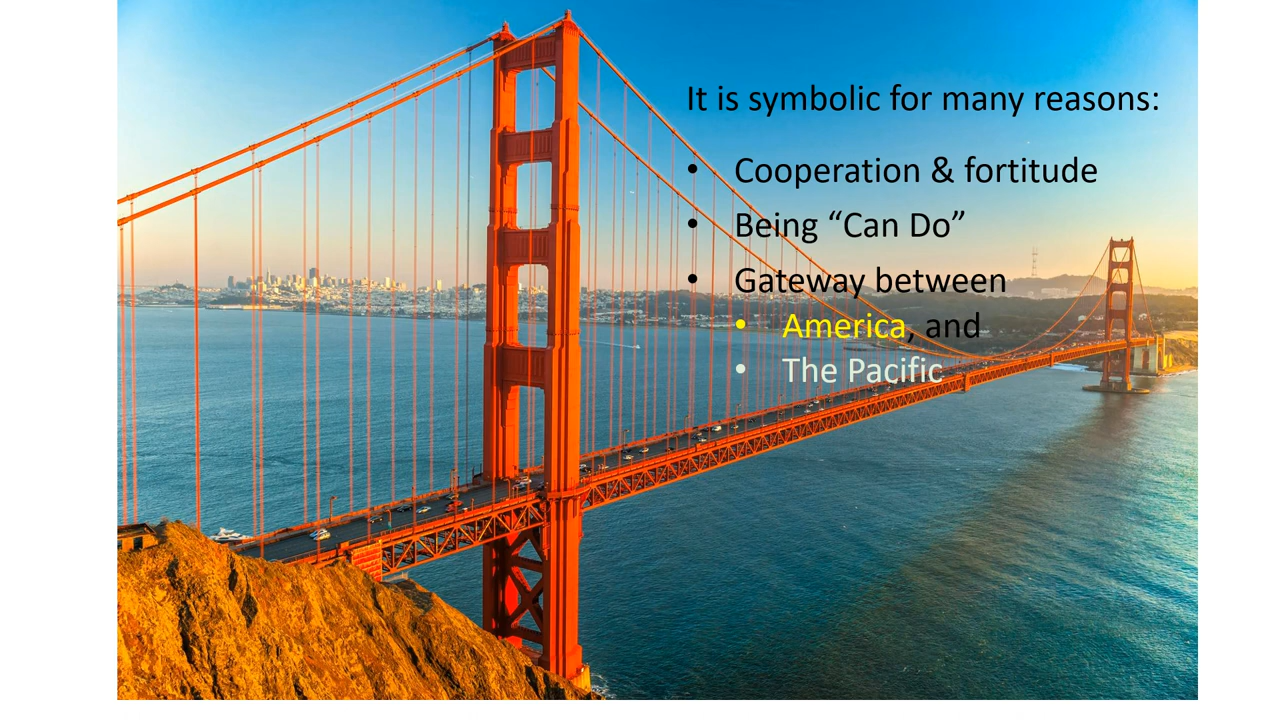 It is symbolic for many reasons:
• Cooperation & fortitude
• Being “Can Do”
• Gateway between
• America, and
• The Pacific